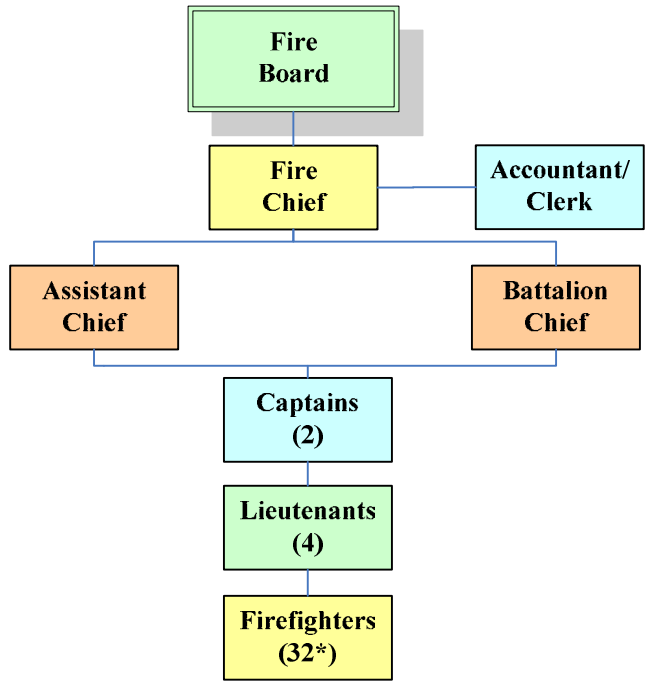 Fire
Board
Fire
Chief
Accountant/
Clerk
Assistant
Chief
Battalion
Chief
Captains
(2)
Lieutenants
(4)
Firefighters
(32*)